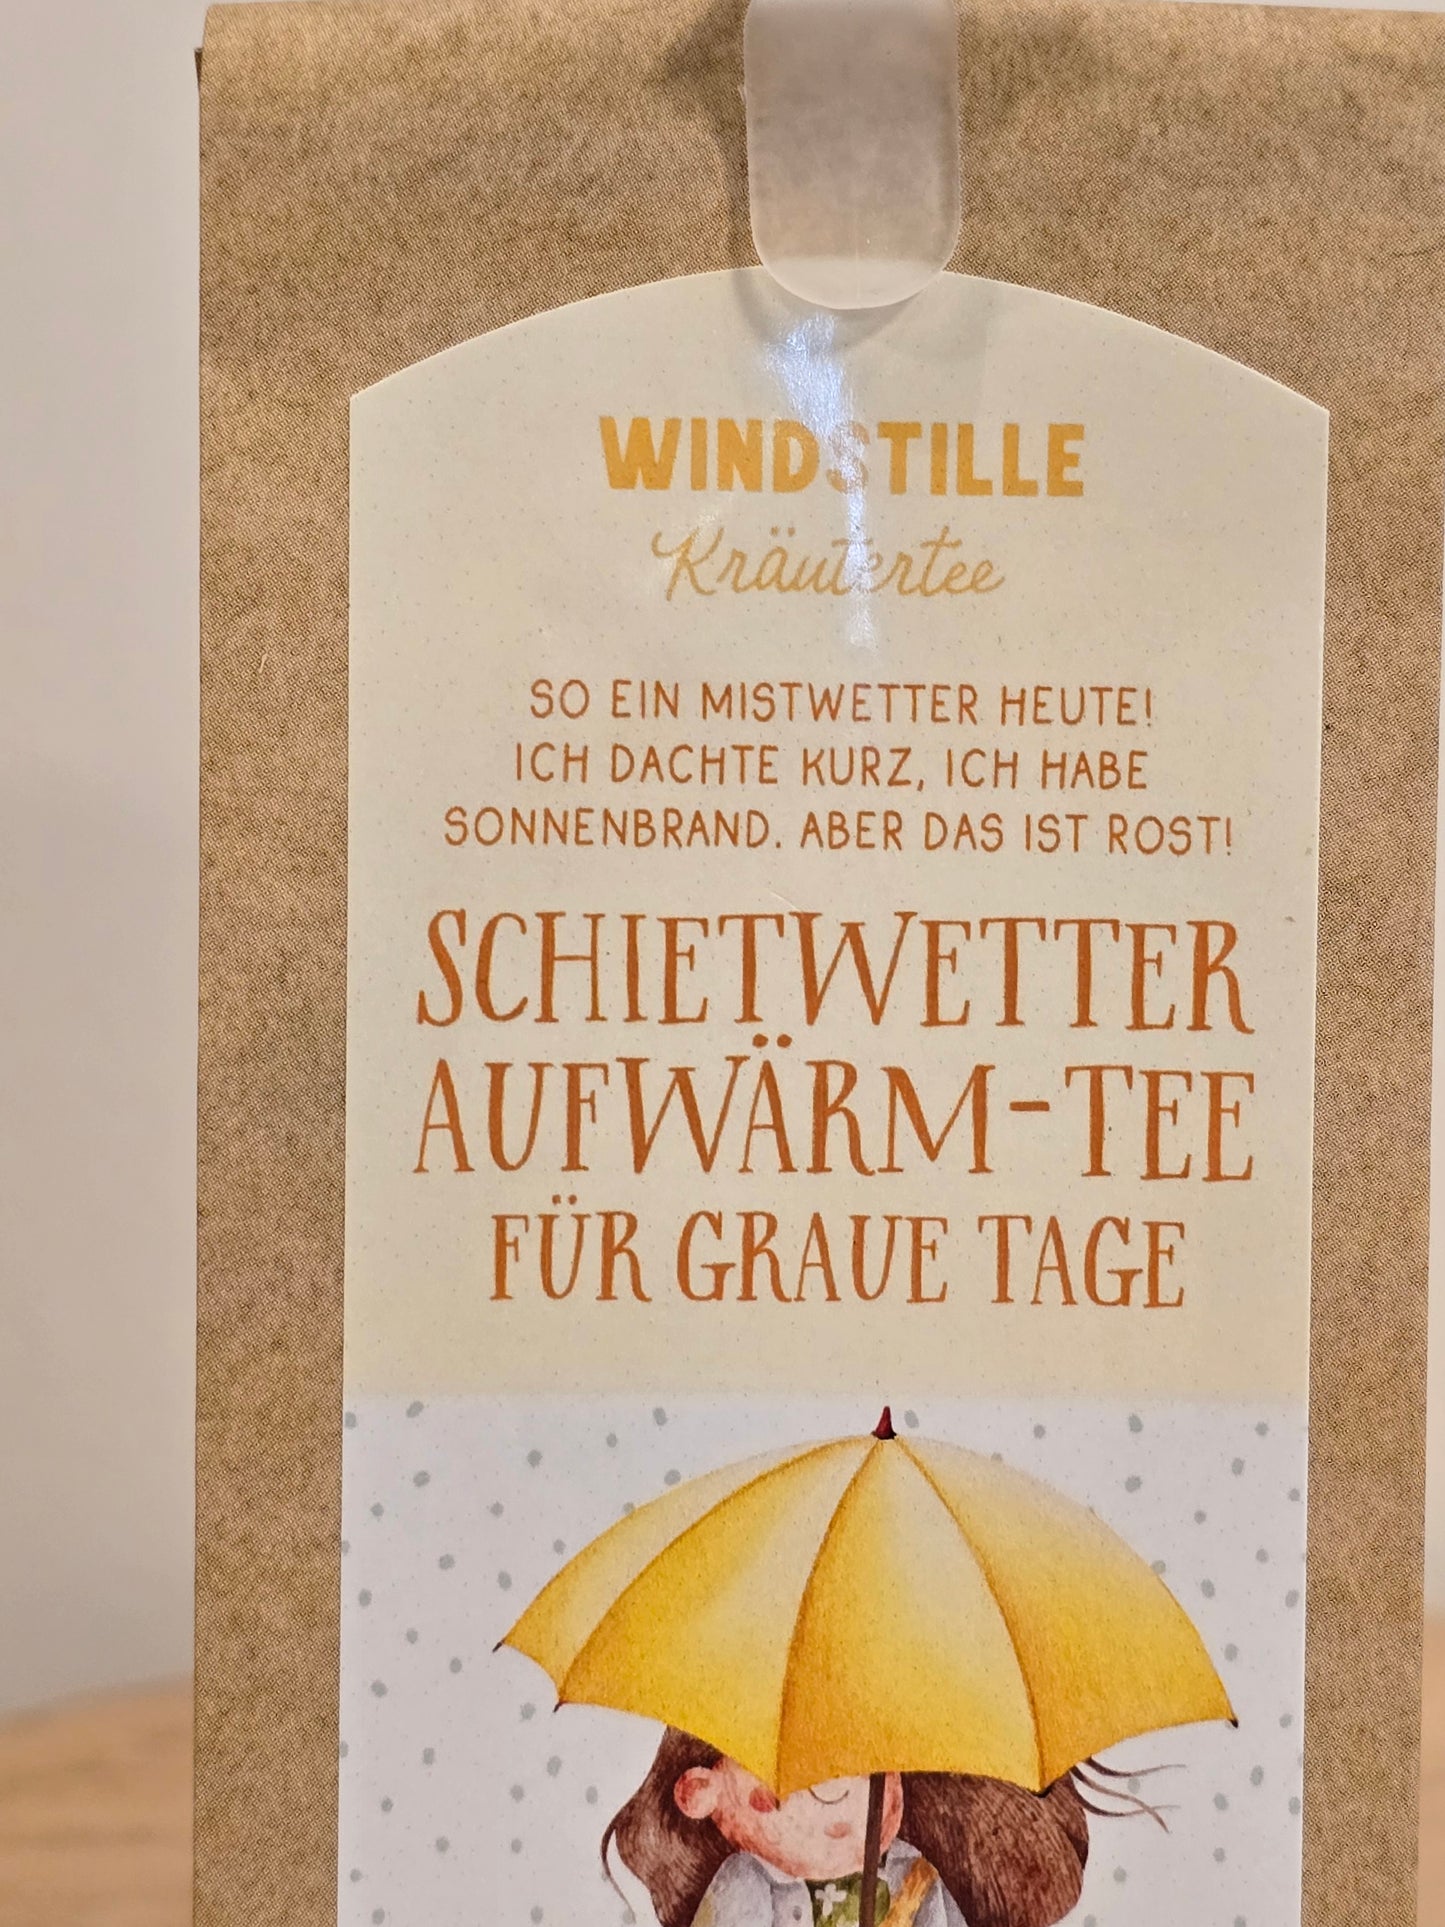 WINDSTILLE
Kräutertee
SO EIN MISTWETTER HEUTE!
ICH DACHTE KURZ, ICH HABE
SONNENBRAND. ABER DAS IST ROST!
SCHIETWETTER
AUFWÄRM-TEE
FÜR GRAUE TAGE